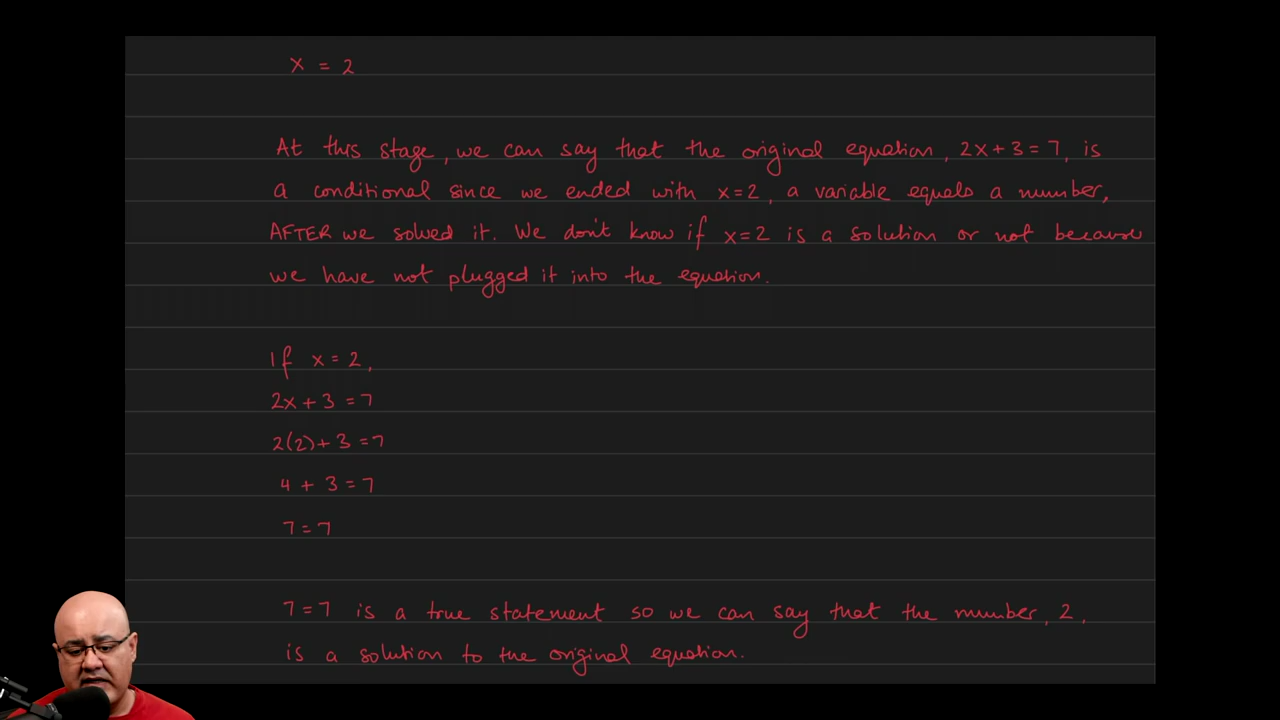 x = 2
At this stage, we can say that the original equation, 2x+3=7, is
a conditional since we ended with x=2, a variable equals a number,
AFTER we solved it. We don't know if x=2 is a solution or not because
we have not plugged it into the equation.
If x=2,
2x+3=7
2(2)+3=7
4+3=7
7=7
7=7 is a true statement so we can say that the number, 2,
is a solution to the original equation.